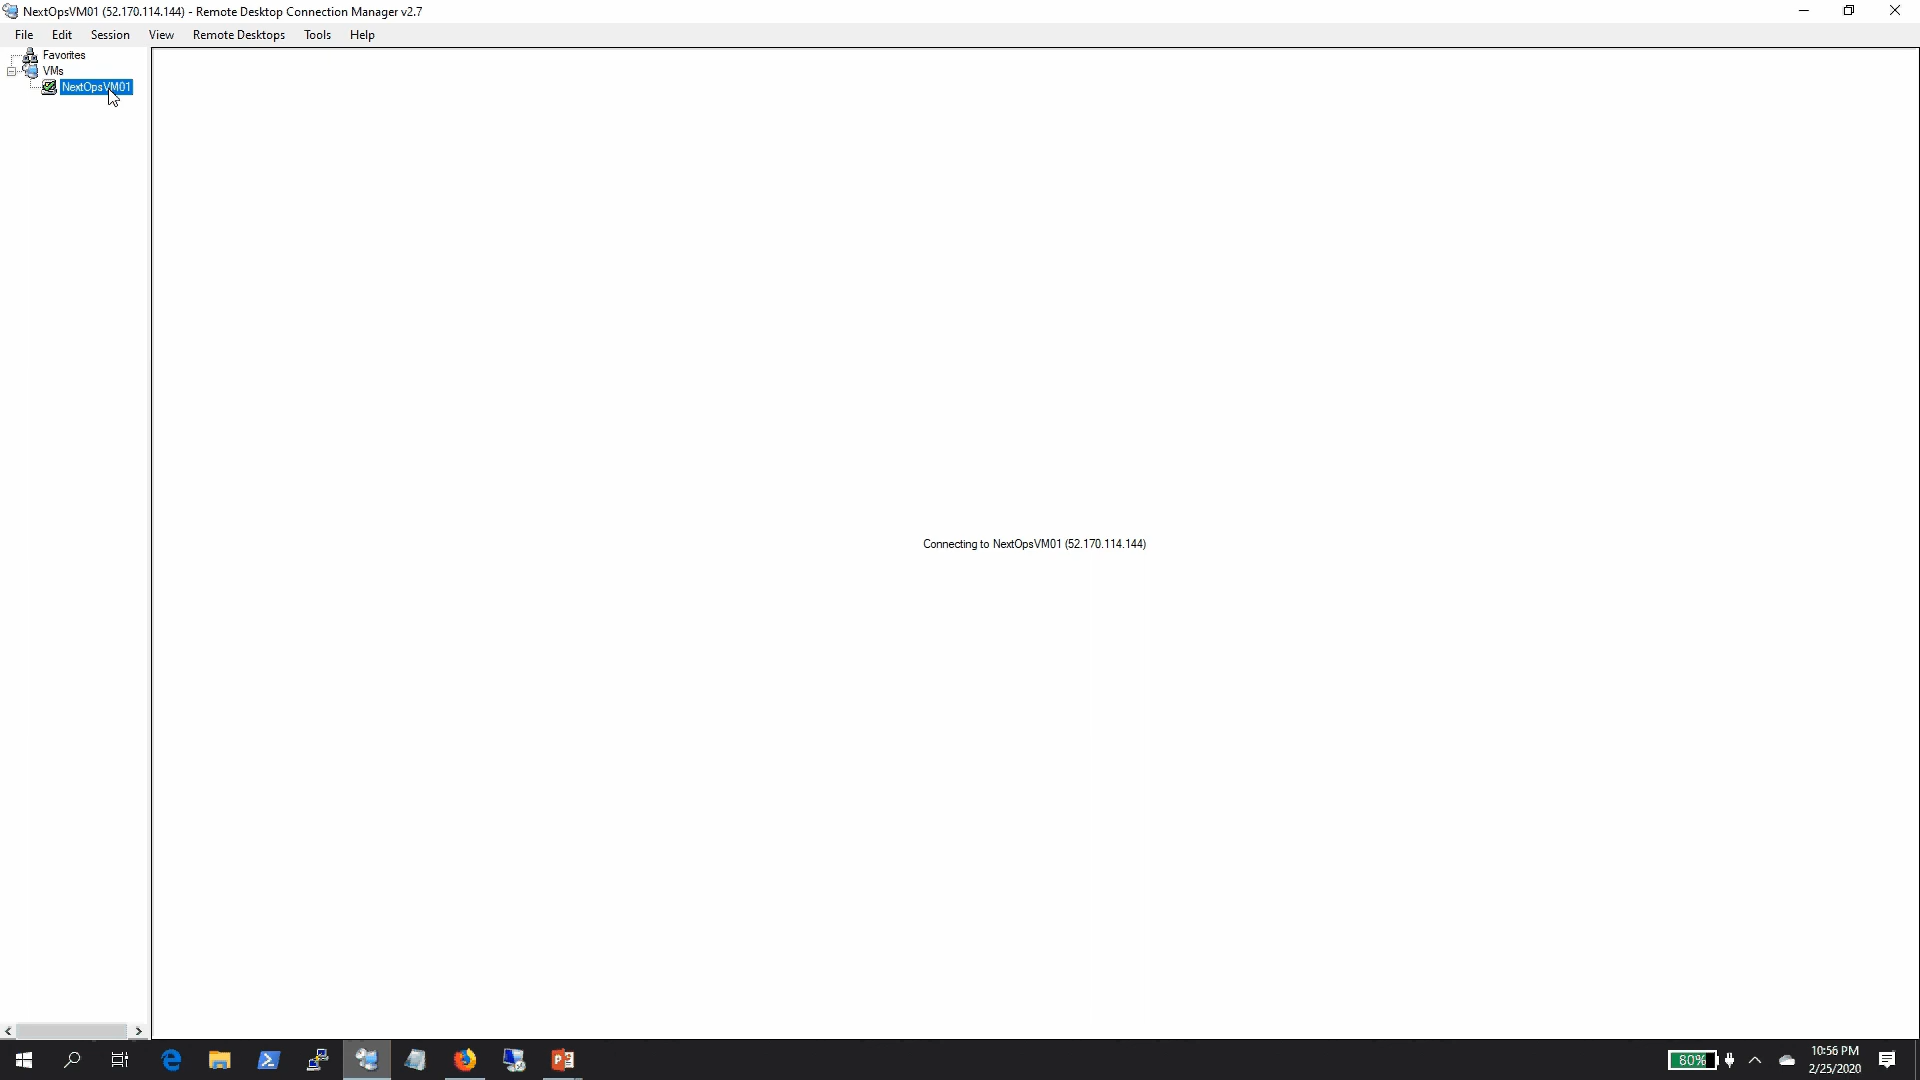 NextOpsVM01 (52.170.114.144) - Remote Desktop Connection Manager v2.7
File Edit Session View Remote Desktops Tools Help
Favorites
VMs
NextOpsVM01
Connecting to NextOpsVM01 (52.170.114.144)
80%
10:56 PM
2/25/2020